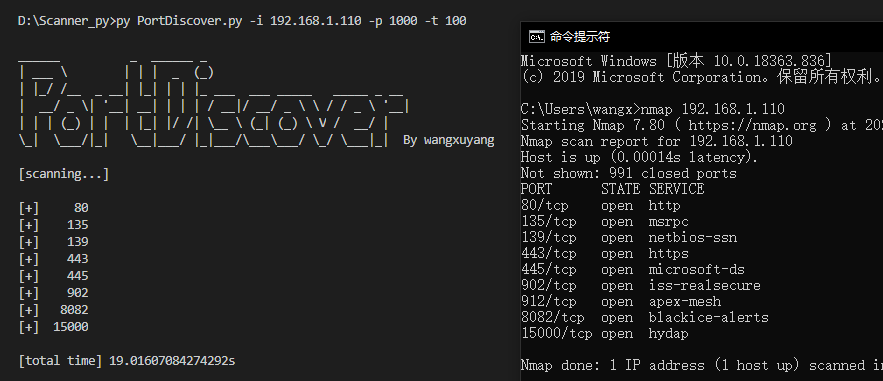 D:\Scanner_py>py PortDiscover.py -i 192.168.1.110 -p 1000 -t 100
PortDiscover
By wangxuyang
[scanning...]
[+] 80
[+] 135
[+] 139
[+] 443
[+] 445
[+] 902
[+] 8082
[+] 15000
[total time] 19.01607084274292s
命令提示符
Microsoft Windows [版本 10.0.18363.836]
(c) 2019 Microsoft Corporation。保留所有权利。
C:\Users\wangx>nmap 192.168.1.110
Starting Nmap 7.80 ( https://nmap.org ) at
Nmap scan report for 192.168.1.110
Host is up (0.00014s latency).
Not shown: 991 closed ports
PORT STATE SERVICE
80/tcp open http
135/tcp open msrpc
139/tcp open netbios-ssn
443/tcp open https
445/tcp open microsoft-ds
902/tcp open iss-realsecure
912/tcp open apex-mesh
8082/tcp open blackice-alerts
15000/tcp open hydap
Nmap done: 1 IP address (1 host up) scanned